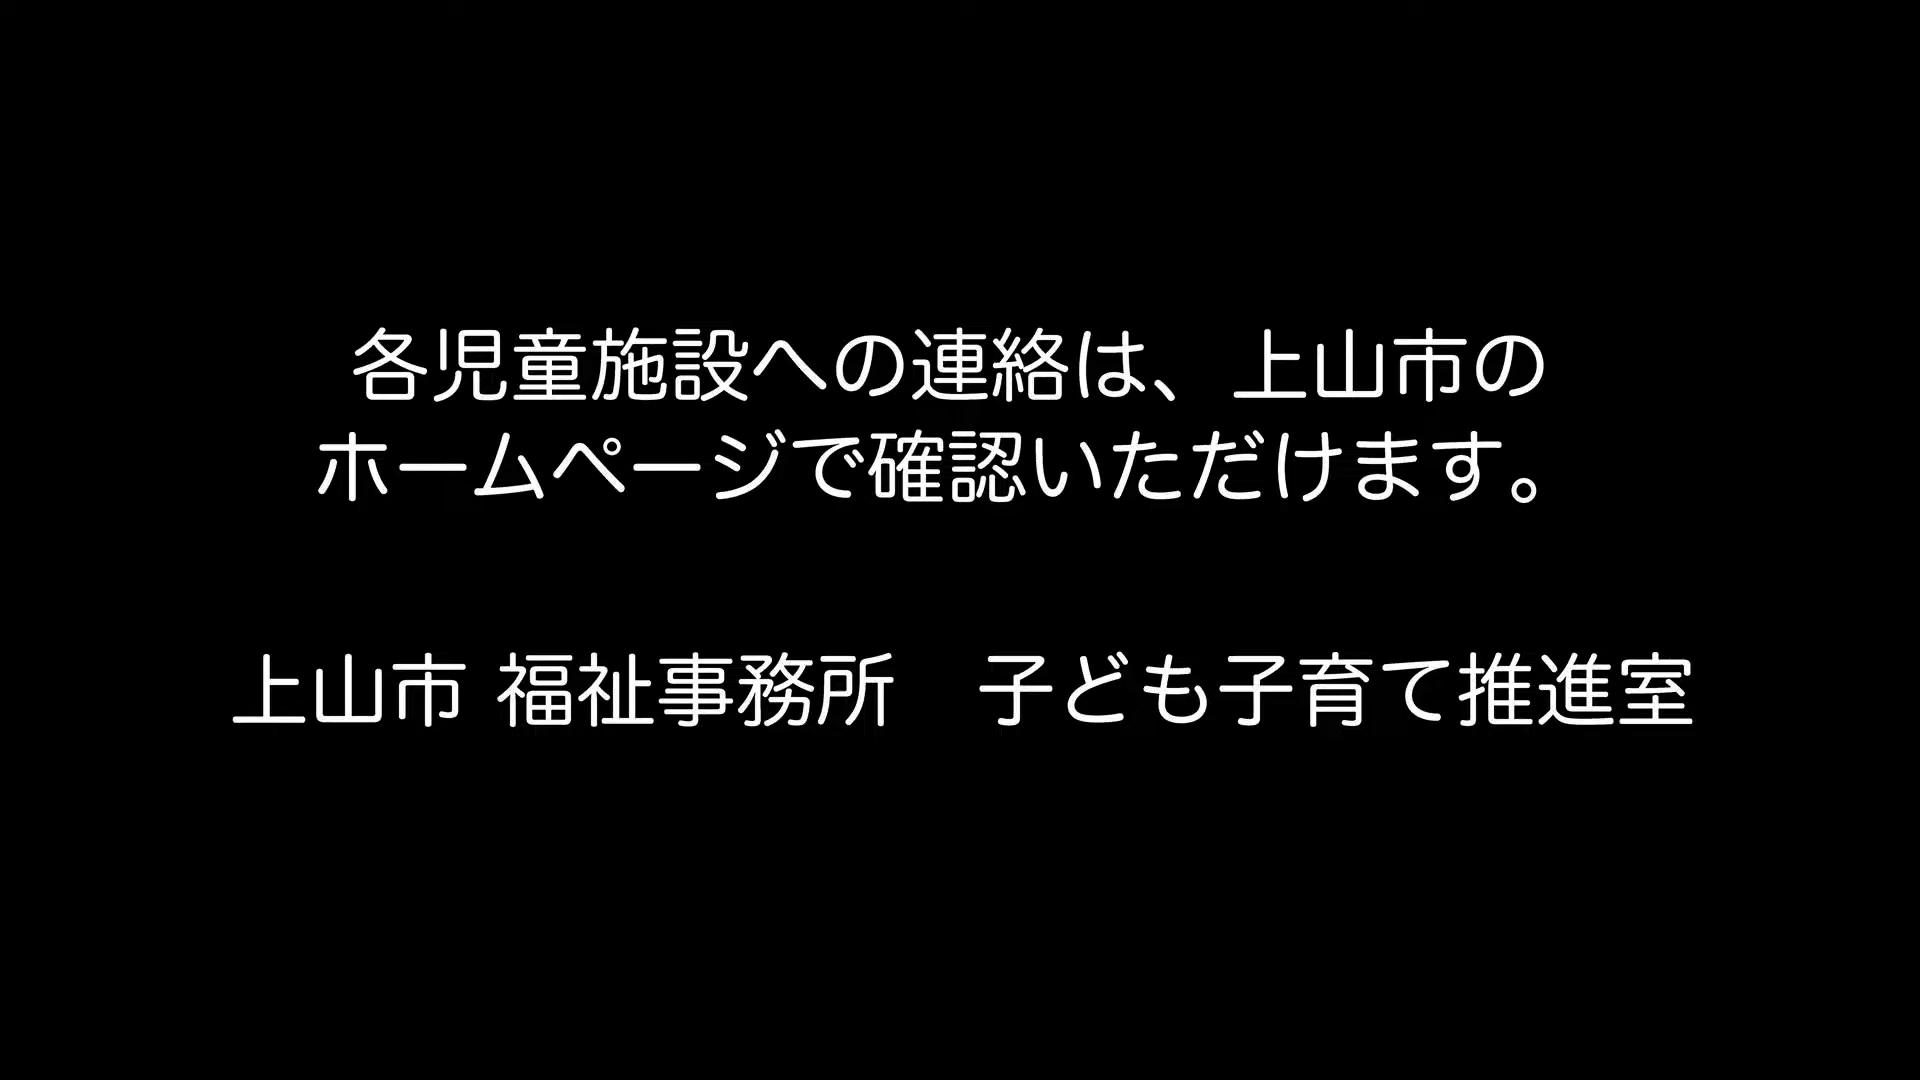 各児童施設への連絡は、上山市の
ホームページで確認いただけます。
上山市 福祉事務所　子ども子育て推進室